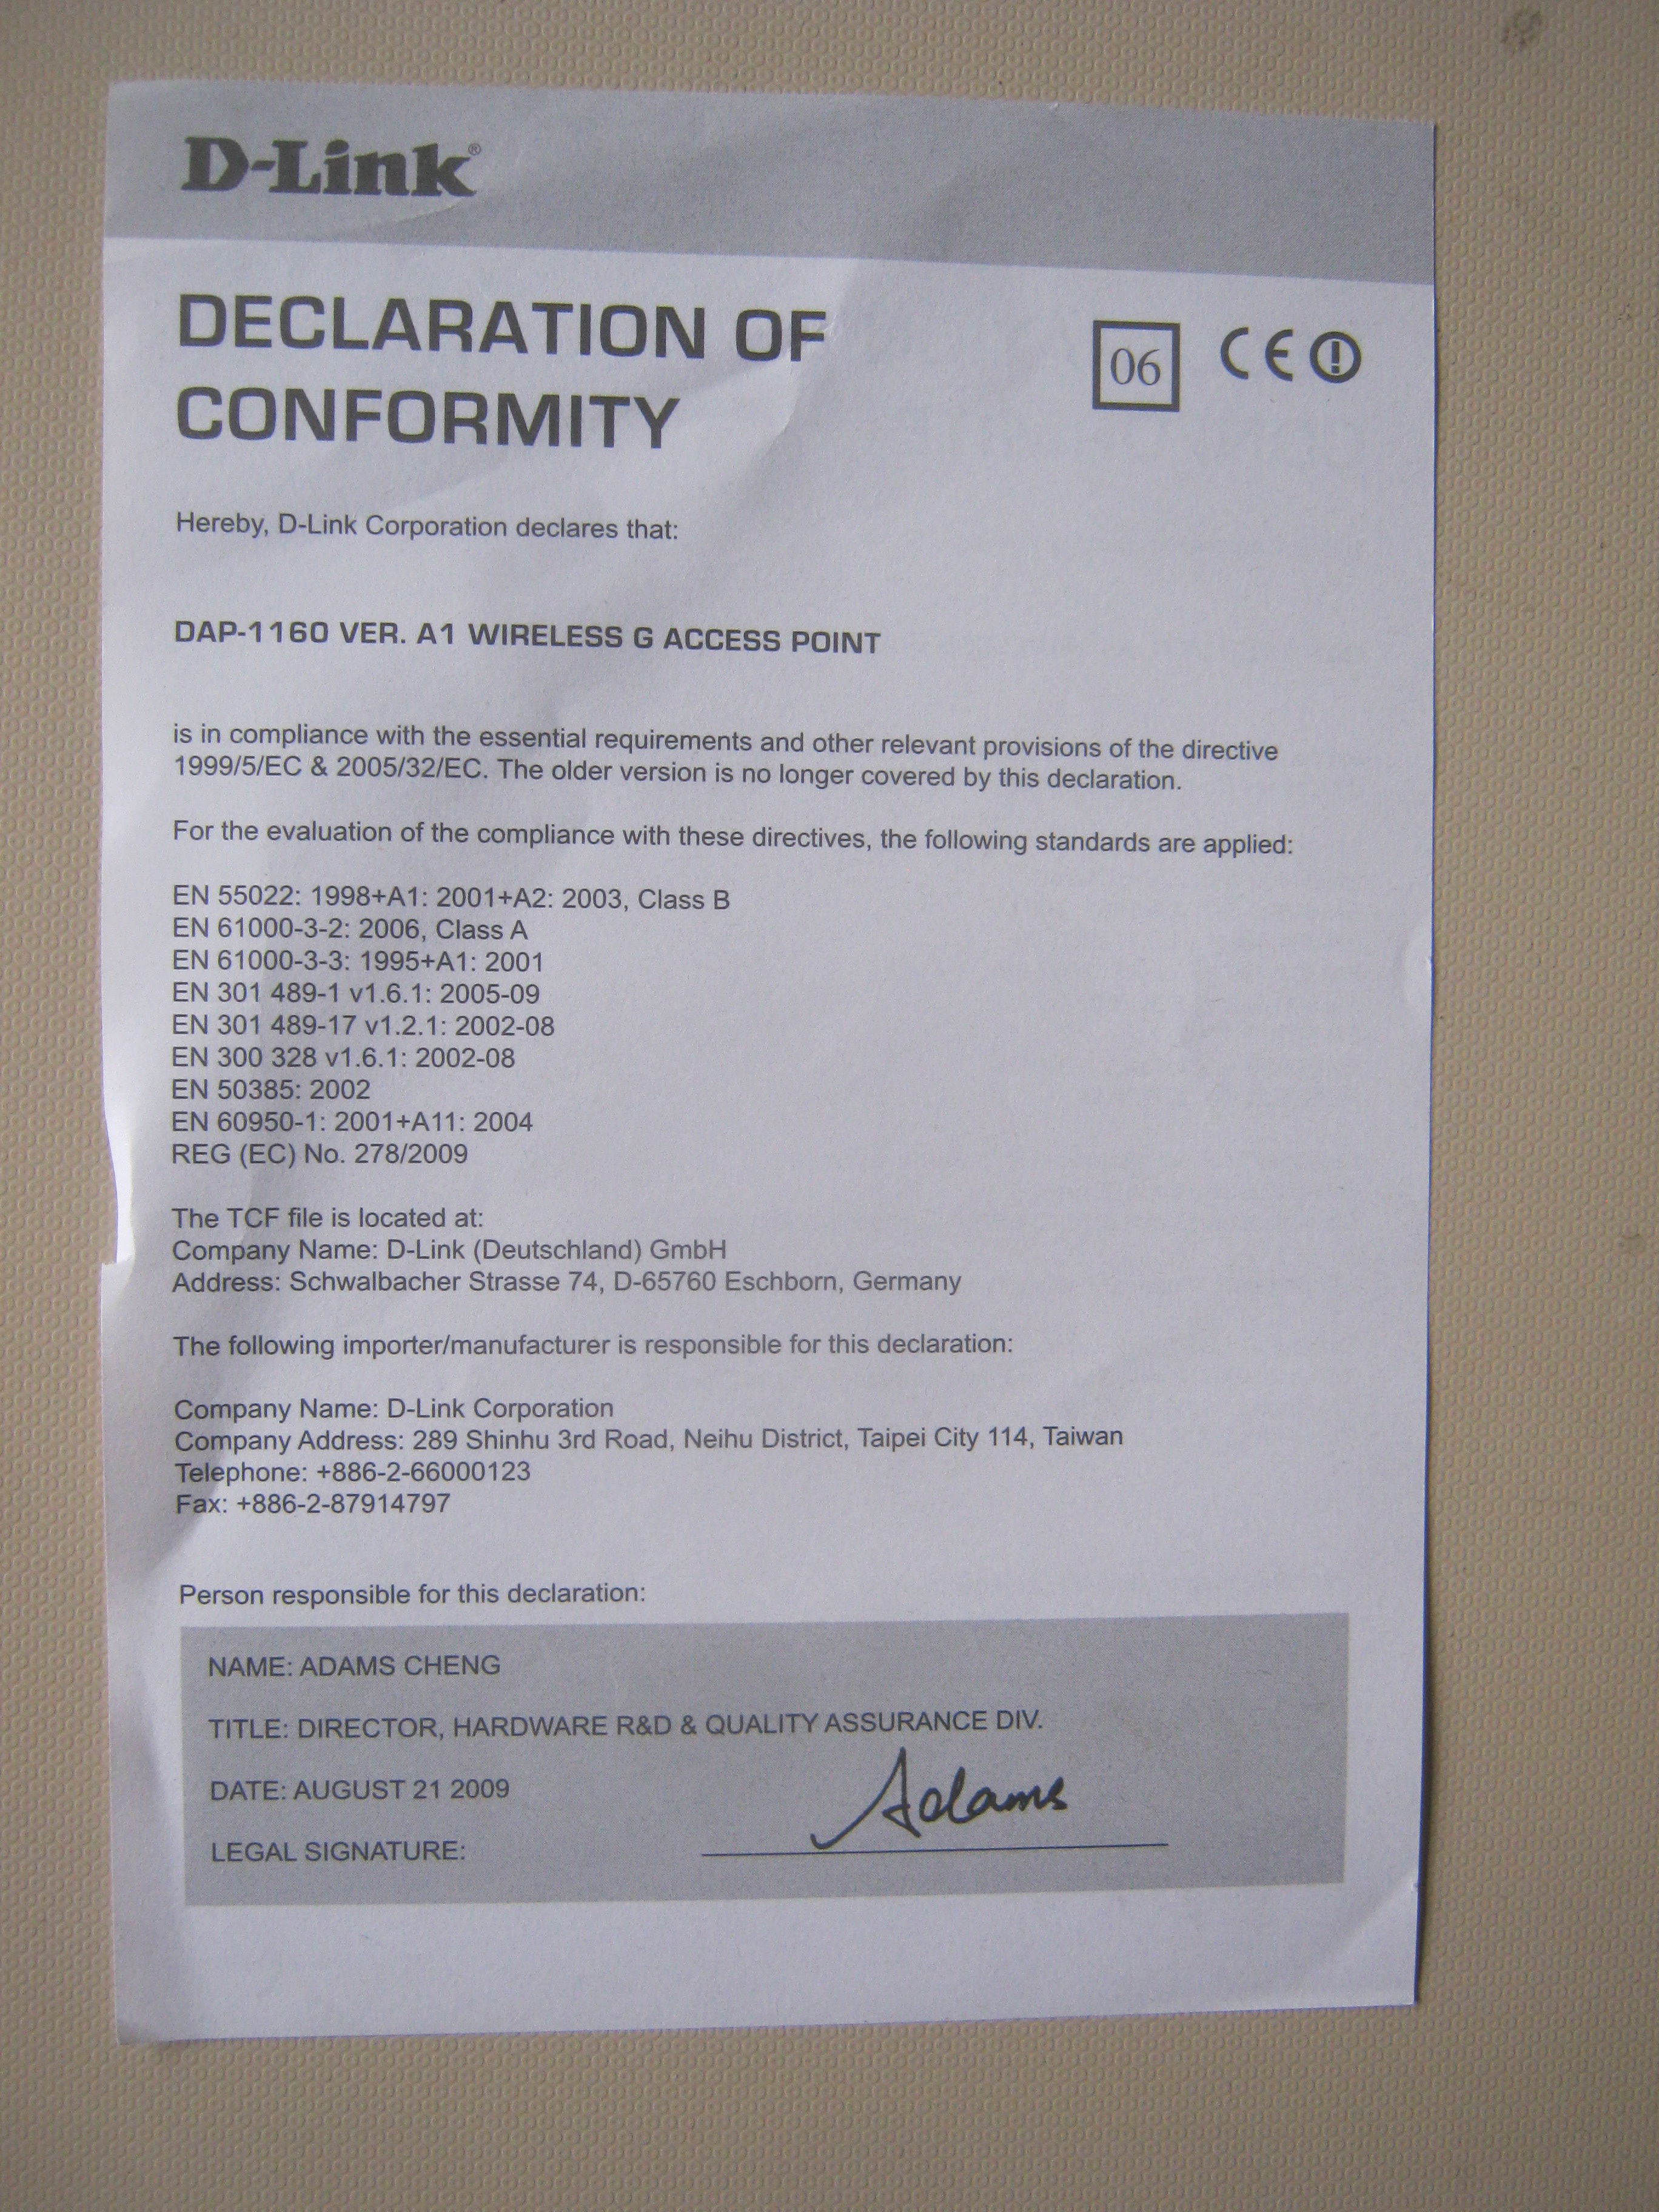 D-Link®
DECLARATION OF
CONFORMITY
06 CE
Hereby, D-Link Corporation declares that:
DAP-1160 VER. A1 WIRELESS G ACCESS POINT
is in compliance with the essential requirements and other relevant provisions of the directive
1999/5/EC & 2005/32/EC. The older version is no longer covered by this declaration.
For the evaluation of the compliance with these directives, the following standards are applied:
EN 55022: 1998+A1: 2001+A2: 2003, Class B
EN 61000-3-2: 2006, Class A
EN 61000-3-3: 1995+A1: 2001
EN 301 489-1 v1.6.1: 2005-09
EN 301 489-17 v1.2.1: 2002-08
EN 300 328 v1.6.1: 2002-08
EN 50385: 2002
EN 60950-1: 2001+A11: 2004
REG (EC) No. 278/2009
The TCF file is located at:
Company Name: D-Link (Deutschland) GmbH
Address: Schwalbacher Strasse 74, D-65760 Eschborn, Germany
The following importer/manufacturer is responsible for this declaration:
Company Name: D-Link Corporation
Company Address: 289 Shinhu 3rd Road, Neihu District, Taipei City 114, Taiwan
Telephone: +886-2-66000123
Fax: +886-2-87914797
Person responsible for this declaration:
NAME: ADAMS CHENG
TITLE: DIRECTOR, HARDWARE R&D & QUALITY ASSURANCE DIV.
DATE: AUGUST 21 2009
LEGAL SIGNATURE: Adams